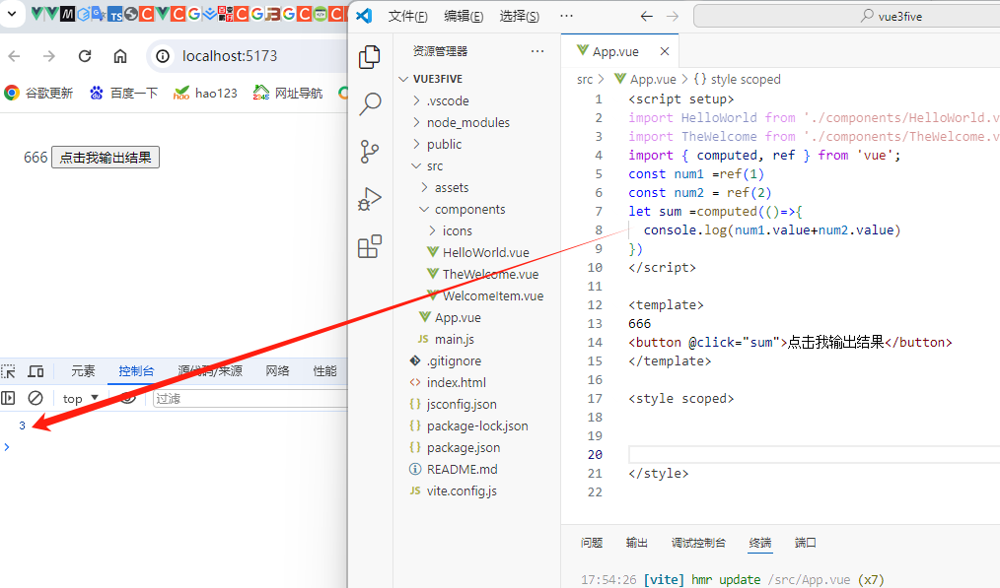 文件(F) 编辑(E) 选择(S) ··· vue3five
localhost:5173
谷歌更新 百度一下 hao123 网址导航
666 点击我输出结果
元素 控制台 源代码/来源 网络 性能
top 过滤
3
资源管理器 ···
VUE3FIVE
.vscode
node_modules
public
src
assets
components
icons
HelloWorld.vue
TheWelcome.vue
WelcomeItem.vue
App.vue
JS main.js
.gitignore
<> index.html
{} jsconfig.json
{} package-lock.json
{} package.json
README.md
JS vite.config.js
App.vue
src > App.vue > {} style scoped
1 <script setup>
2 import HelloWorld from './components/HelloWorld.v
3 import TheWelcome from './components/TheWelcome.v
4 import { computed, ref } from 'vue';
5 const num1 =ref(1)
6 const num2 = ref(2)
7 let sum =computed(()=>{
8 console.log(num1.value+num2.value)
9 })
10 </script>
11
12 <template>
13 666
14 <button @click="sum">点击我输出结果</button>
15 </template>
16
17 <style scoped>
18
19
20
21 </style>
22
问题 输出 调试控制台 终端 端口
17:54:26 [vite] hmr update /src/App.vue (x7)